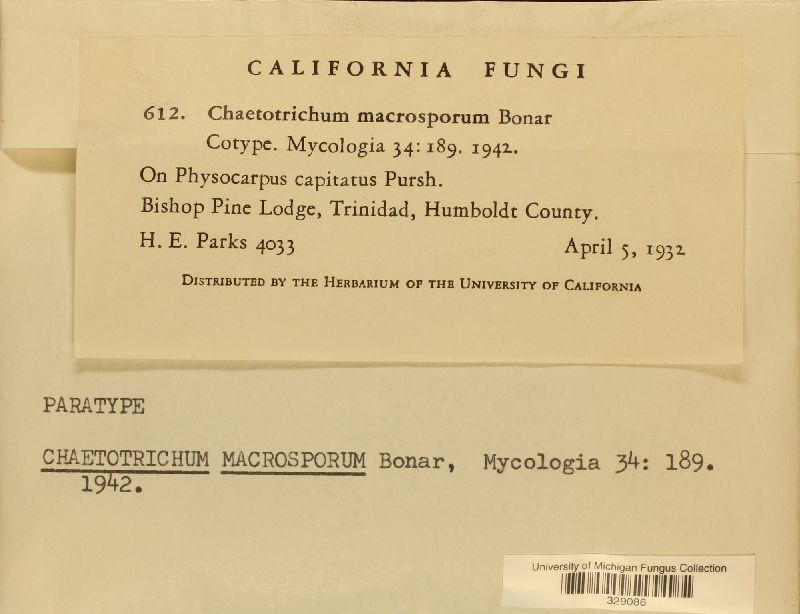 CALIFORNIA FUNGI
612. Chaetotrichum macrosporum Bonar
Cotype. Mycologia 34: 189. 1942.
On Physocarpus capitatus Pursh.
Bishop Pine Lodge, Trinidad, Humboldt County.
H. E. Parks 4033 April 5, 1932
DISTRIBUTED BY THE HERBARIUM OF THE UNIVERSITY OF CALIFORNIA
PARATYPE
CHAETOTRICHUM MACROSPORUM Bonar, Mycologia 34: 189.
1942.
University of Michigan Fungus Collection
329086